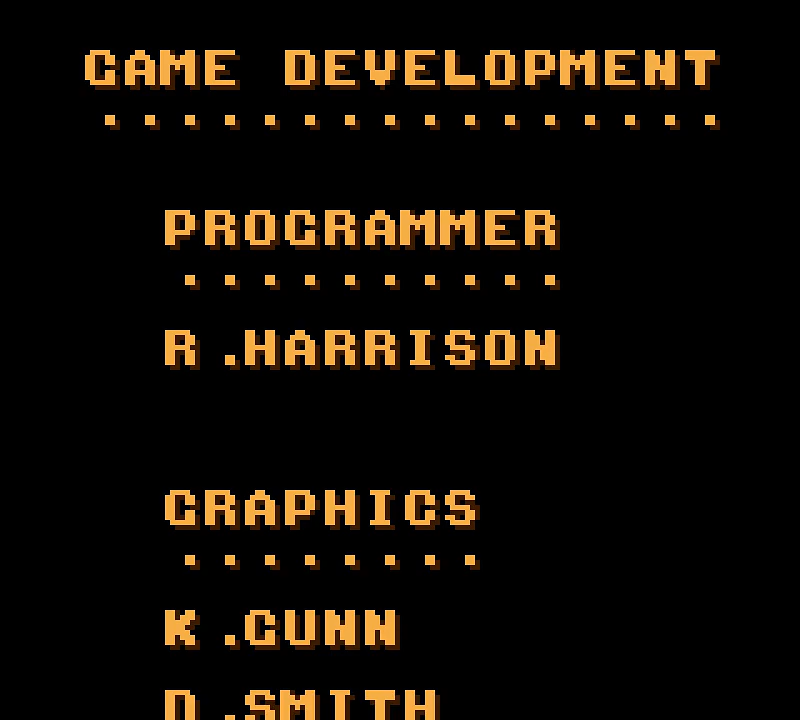 GAME DEVELOPMENT
................
PROGRAMMER
..........
R .HARRISON
GRAPHICS
........
K .GUNN
D .SMITH